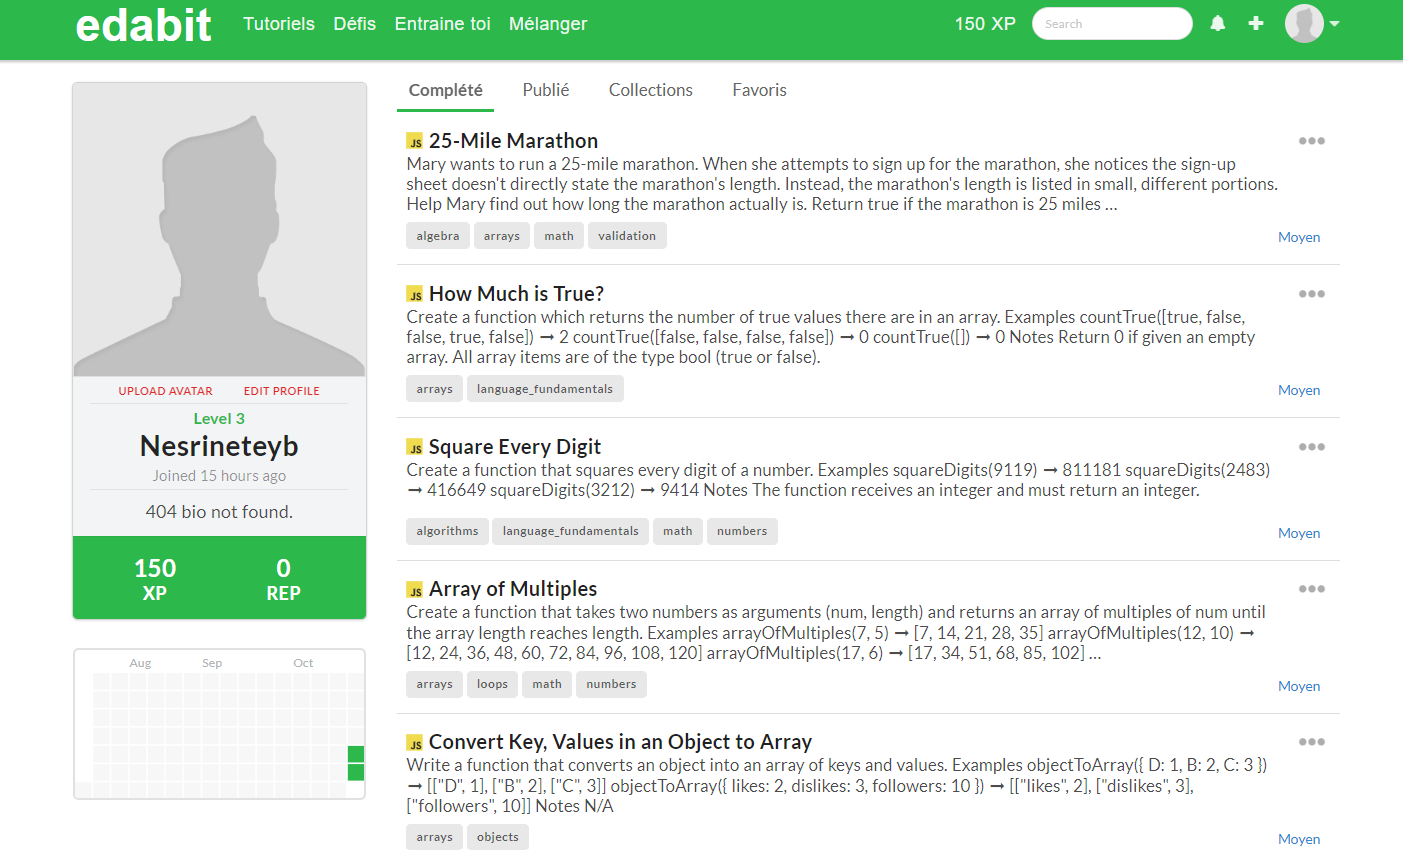 edabit Tutoriels Défis Entraine toi Mélanger 150 XP Search
UPLOAD AVATAR EDIT PROFILE
Level 3
Nesrineteyb
Joined 15 hours ago
404 bio not found.
150 0
XP REP
Aug Sep Oct
Complété Publié Collections Favoris
JS 25-Mile Marathon
Mary wants to run a 25-mile marathon. When she attempts to sign up for the marathon, she notices the sign-up
sheet doesn't directly state the marathon's length. Instead, the marathon's length is listed in small, different portions.
Help Mary find out how long the marathon actually is. Return true if the marathon is 25 miles ...
algebra arrays math validation
Moyen
JS How Much is True?
Create a function which returns the number of true values there are in an array. Examples countTrue([true, false,
false, true, false]) ➞ 2 countTrue([false, false, false, false]) ➞ 0 countTrue([]) ➞ 0 Notes Return 0 if given an empty
array. All array items are of the type bool (true or false).
arrays language_fundamentals
Moyen
JS Square Every Digit
Create a function that squares every digit of a number. Examples squareDigits(9119) ➞ 811181 squareDigits(2483)
➞ 416649 squareDigits(3212) ➞ 9414 Notes The function receives an integer and must return an integer.
algorithms language_fundamentals math numbers
Moyen
JS Array of Multiples
Create a function that takes two numbers as arguments (num, length) and returns an array of multiples of num until
the array length reaches length. Examples arrayOfMultiples(7, 5) ➞ [7, 14, 21, 28, 35] arrayOfMultiples(12, 10) ➞
[12, 24, 36, 48, 60, 72, 84, 96, 108, 120] arrayOfMultiples(17, 6) ➞ [17, 34, 51, 68, 85, 102] ...
arrays loops math numbers
Moyen
JS Convert Key, Values in an Object to Array
Write a function that converts an object into an array of keys and values. Examples objectToArray({ D: 1, B: 2, C: 3 })
➞ [["D", 1], ["B", 2], ["C", 3]] objectToArray({ likes: 2, dislikes: 3, followers: 10 }) ➞ [["likes", 2], ["dislikes", 3],
["followers", 10]] Notes N/A
arrays objects
Moyen